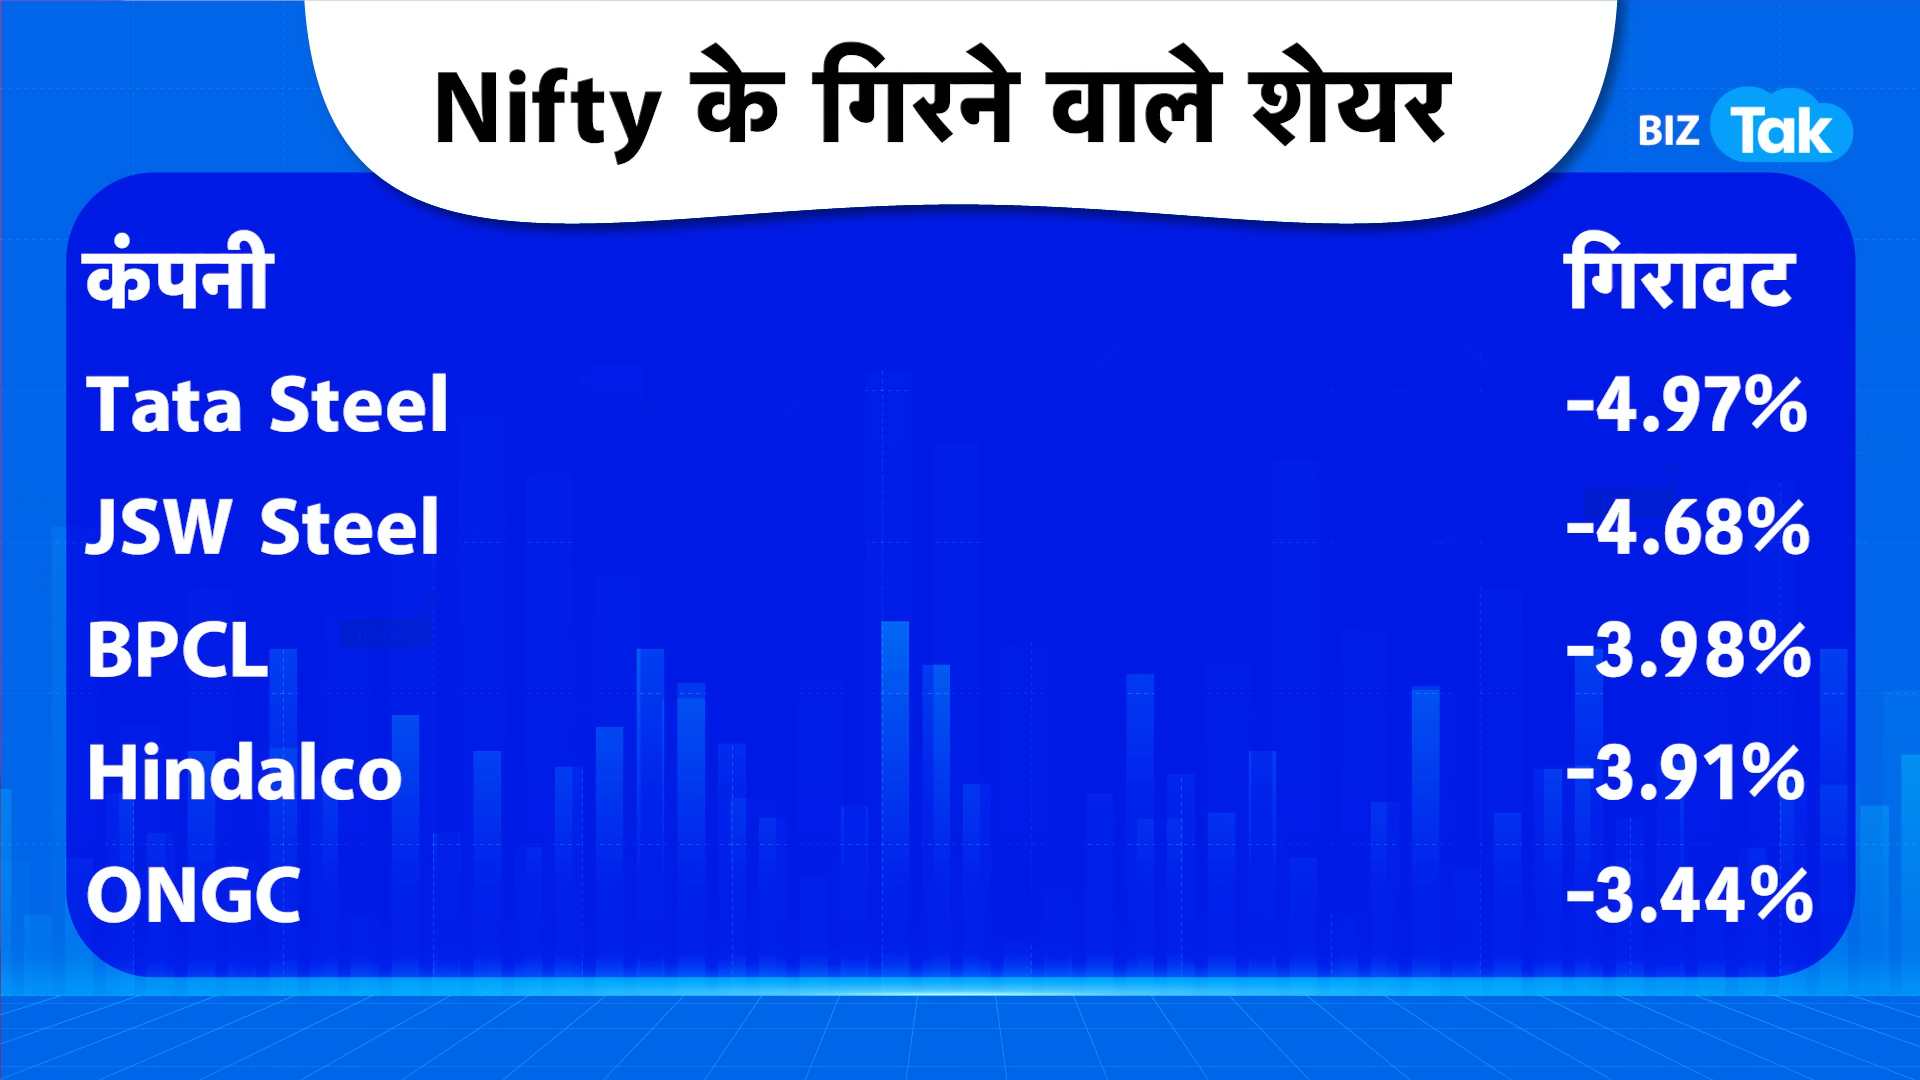 Nifty के गिरने वाले शेयर
BIZ Tak
कंपनी गिरावट
Tata Steel -4.97%
JSW Steel -4.68%
BPCL -3.98%
Hindalco -3.91%
ONGC -3.44%